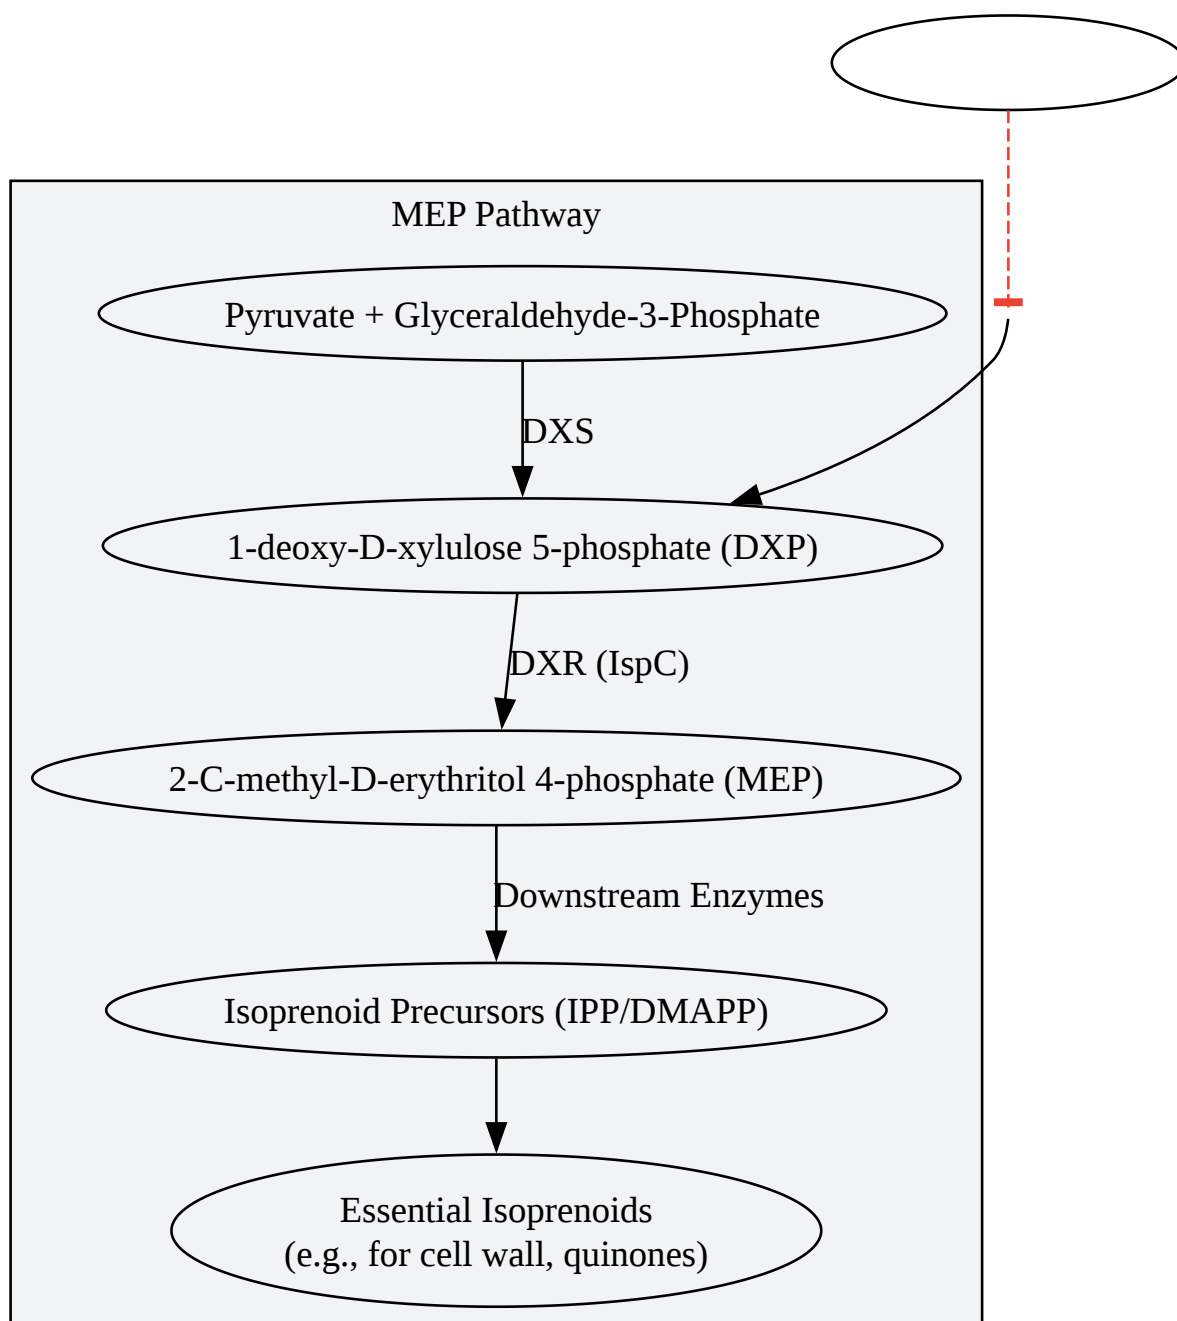 MEP Pathway
Pyruvate + Glyceraldehyde-3-Phosphate
DXS
1-deoxy-D-xylulose 5-phosphate (DXP)
DXR (IspC)
2-C-methyl-D-erythritol 4-phosphate (MEP)
Downstream Enzymes
Isoprenoid Precursors (IPP/DMAPP)
Essential Isoprenoids
(e.g., for cell wall, quinones)